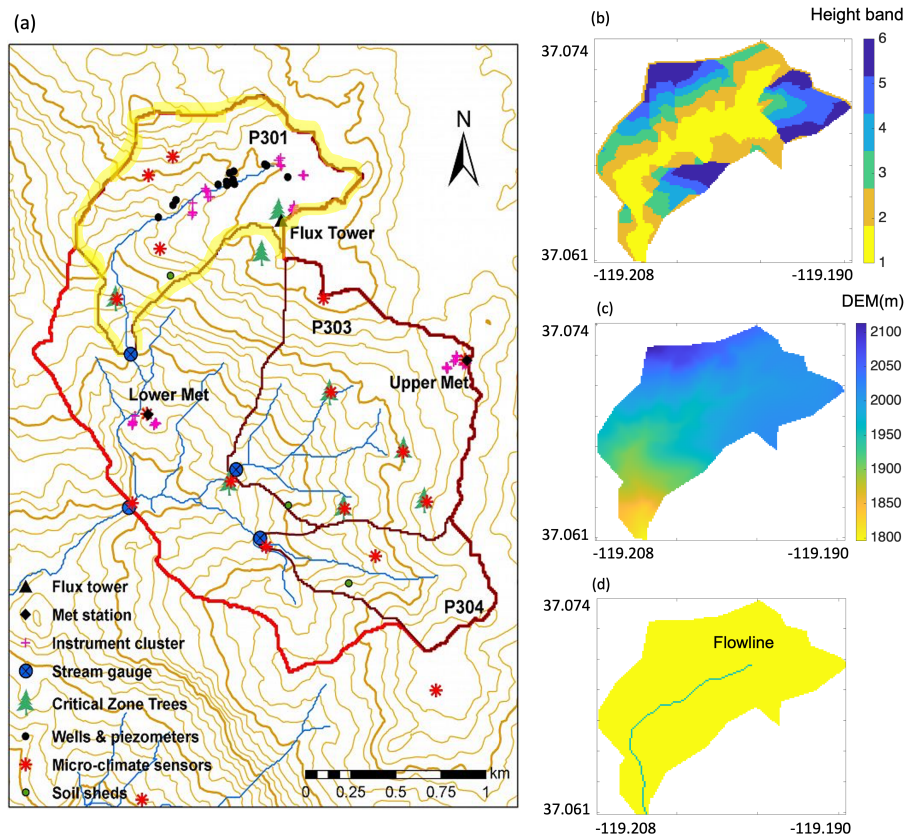 (a)
P301
N
Flux Tower
P303
Upper Met
Lower Met
P304
Flux tower
Met station
Instrument cluster
Stream gauge
Critical Zone Trees
Wells & piezometers
Micro-climate sensors
Soil sheds
km
0 0.25 0.5 0.75 1
(b)
Height band
37.074
6
5
4
3
2
1
37.061
-119.208
-119.190
(c)
DEM(m)
37.074
2100
2050
2000
1950
1900
1850
1800
37.061
-119.208
-119.190
(d)
37.074
Flowline
37.061
-119.208
-119.190